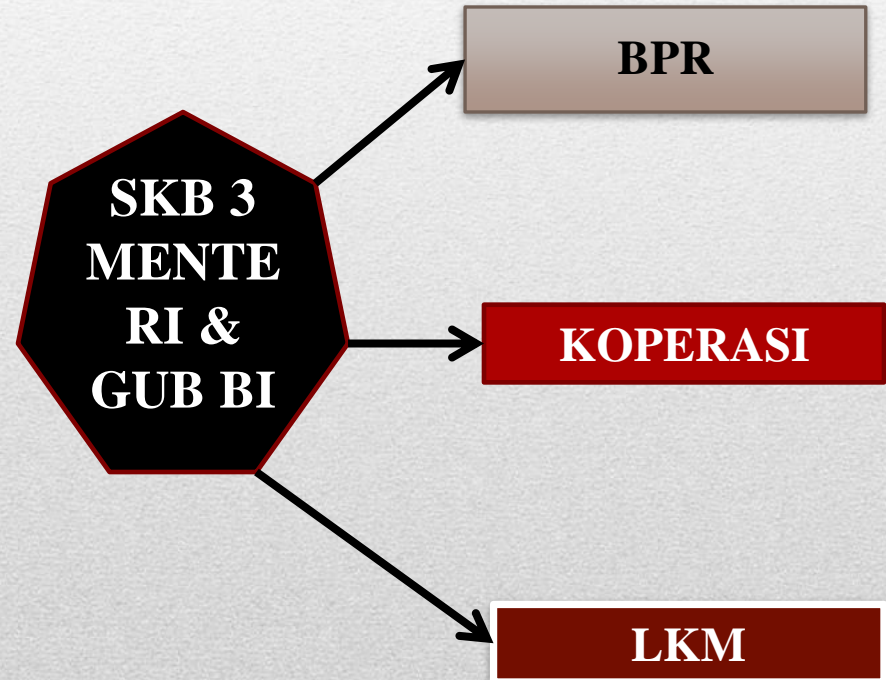 BPR
SKB 3
MENTE
RI &
GUB BI
KOPERASI
LKM